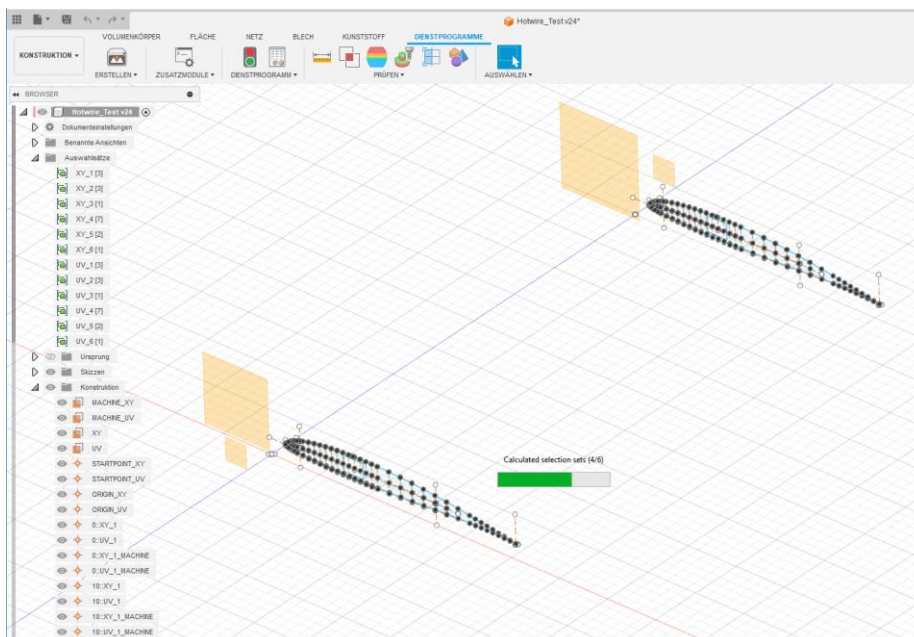 Hotwire_Test v24*
KONSTRUKTION
VOLUMENKÖRPER FLÄCHE NETZ BLECH KUNSTSTOFF DIENSTPROGRAMME
ERSTELLEN ZUSATZMODULE DIENSTPROGRAMM PRÜFEN AUSWÄHLEN
BROWSER
Hotwire_Test v24
Dokumenteinstellungen
Benannte Ansichten
Auswahlsätze
XY_1 [3]
XY_2 [3]
XY_3 [1]
XY_4 [7]
XY_5 [2]
XY_6 [1]
UV_1 [3]
UV_2 [3]
UV_3 [1]
UV_4 [7]
UV_5 [2]
UV_6 [1]
Ursprung
Skizzen
Konstruktion
MACHINE_XY
MACHINE_UV
XY
UV
STARTPOINT_XY
STARTPOINT_UV
ORIGIN_XY
ORIGIN_UV
0::XY_1
0::UV_1
0::XY_1_MACHINE
0::UV_1_MACHINE
10::XY_1
10::UV_1
10::XY_1_MACHINE
10::UV_1_MACHINE
Calculated selection sets (4/6)